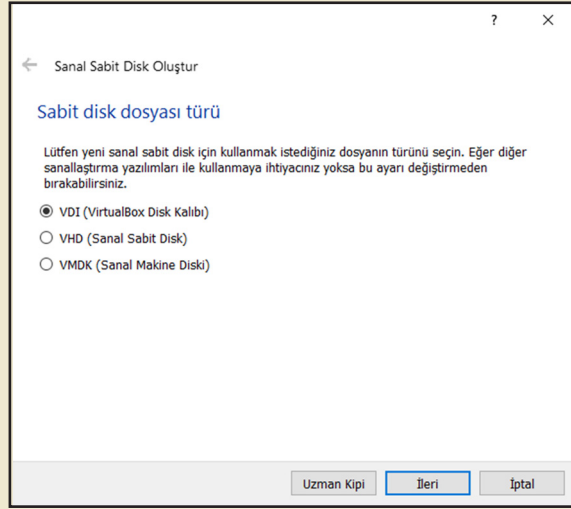 ?
Sanal Sabit Disk Oluştur
Sabit disk dosyası türü
Lütfen yeni sanal sabit disk için kullanmak istediğiniz dosyanın türünü seçin. Eğer diğer
sanallaştırma yazılımları ile kullanmaya ihtiyacınız yoksa bu ayarı değiştirmeden
bırakabilirsiniz.
VDI (VirtualBox Disk Kalıbı)
VHD (Sanal Sabit Disk)
VMDK (Sanal Makine Diski)
Uzman Kipi İleri İptal